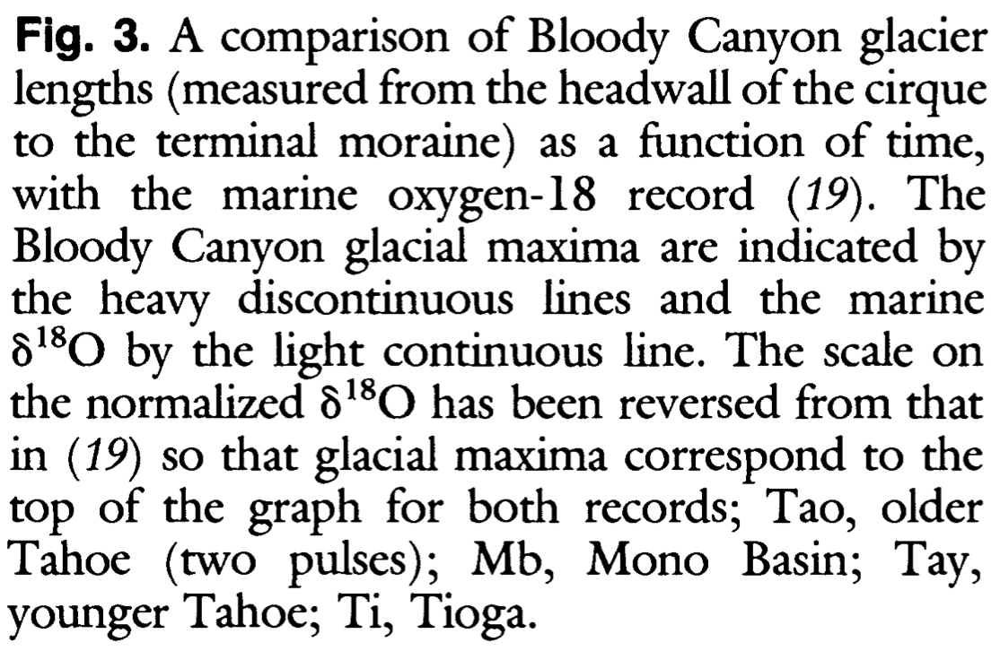 Fig. 3. A comparison of Bloody Canyon glacier
lengths (measured from the headwall of the cirque
to the terminal moraine) as a function of time,
with the marine oxygen-18 record (19). The
Bloody Canyon glacial maxima are indicated by
the heavy discontinuous lines and the marine
δ¹⁸O by the light continuous line. The scale on
the normalized δ¹⁸O has been reversed from that
in (19) so that glacial maxima correspond to the
top of the graph for both records; Tao, older
Tahoe (two pulses); Mb, Mono Basin; Tay,
younger Tahoe; Ti, Tioga.